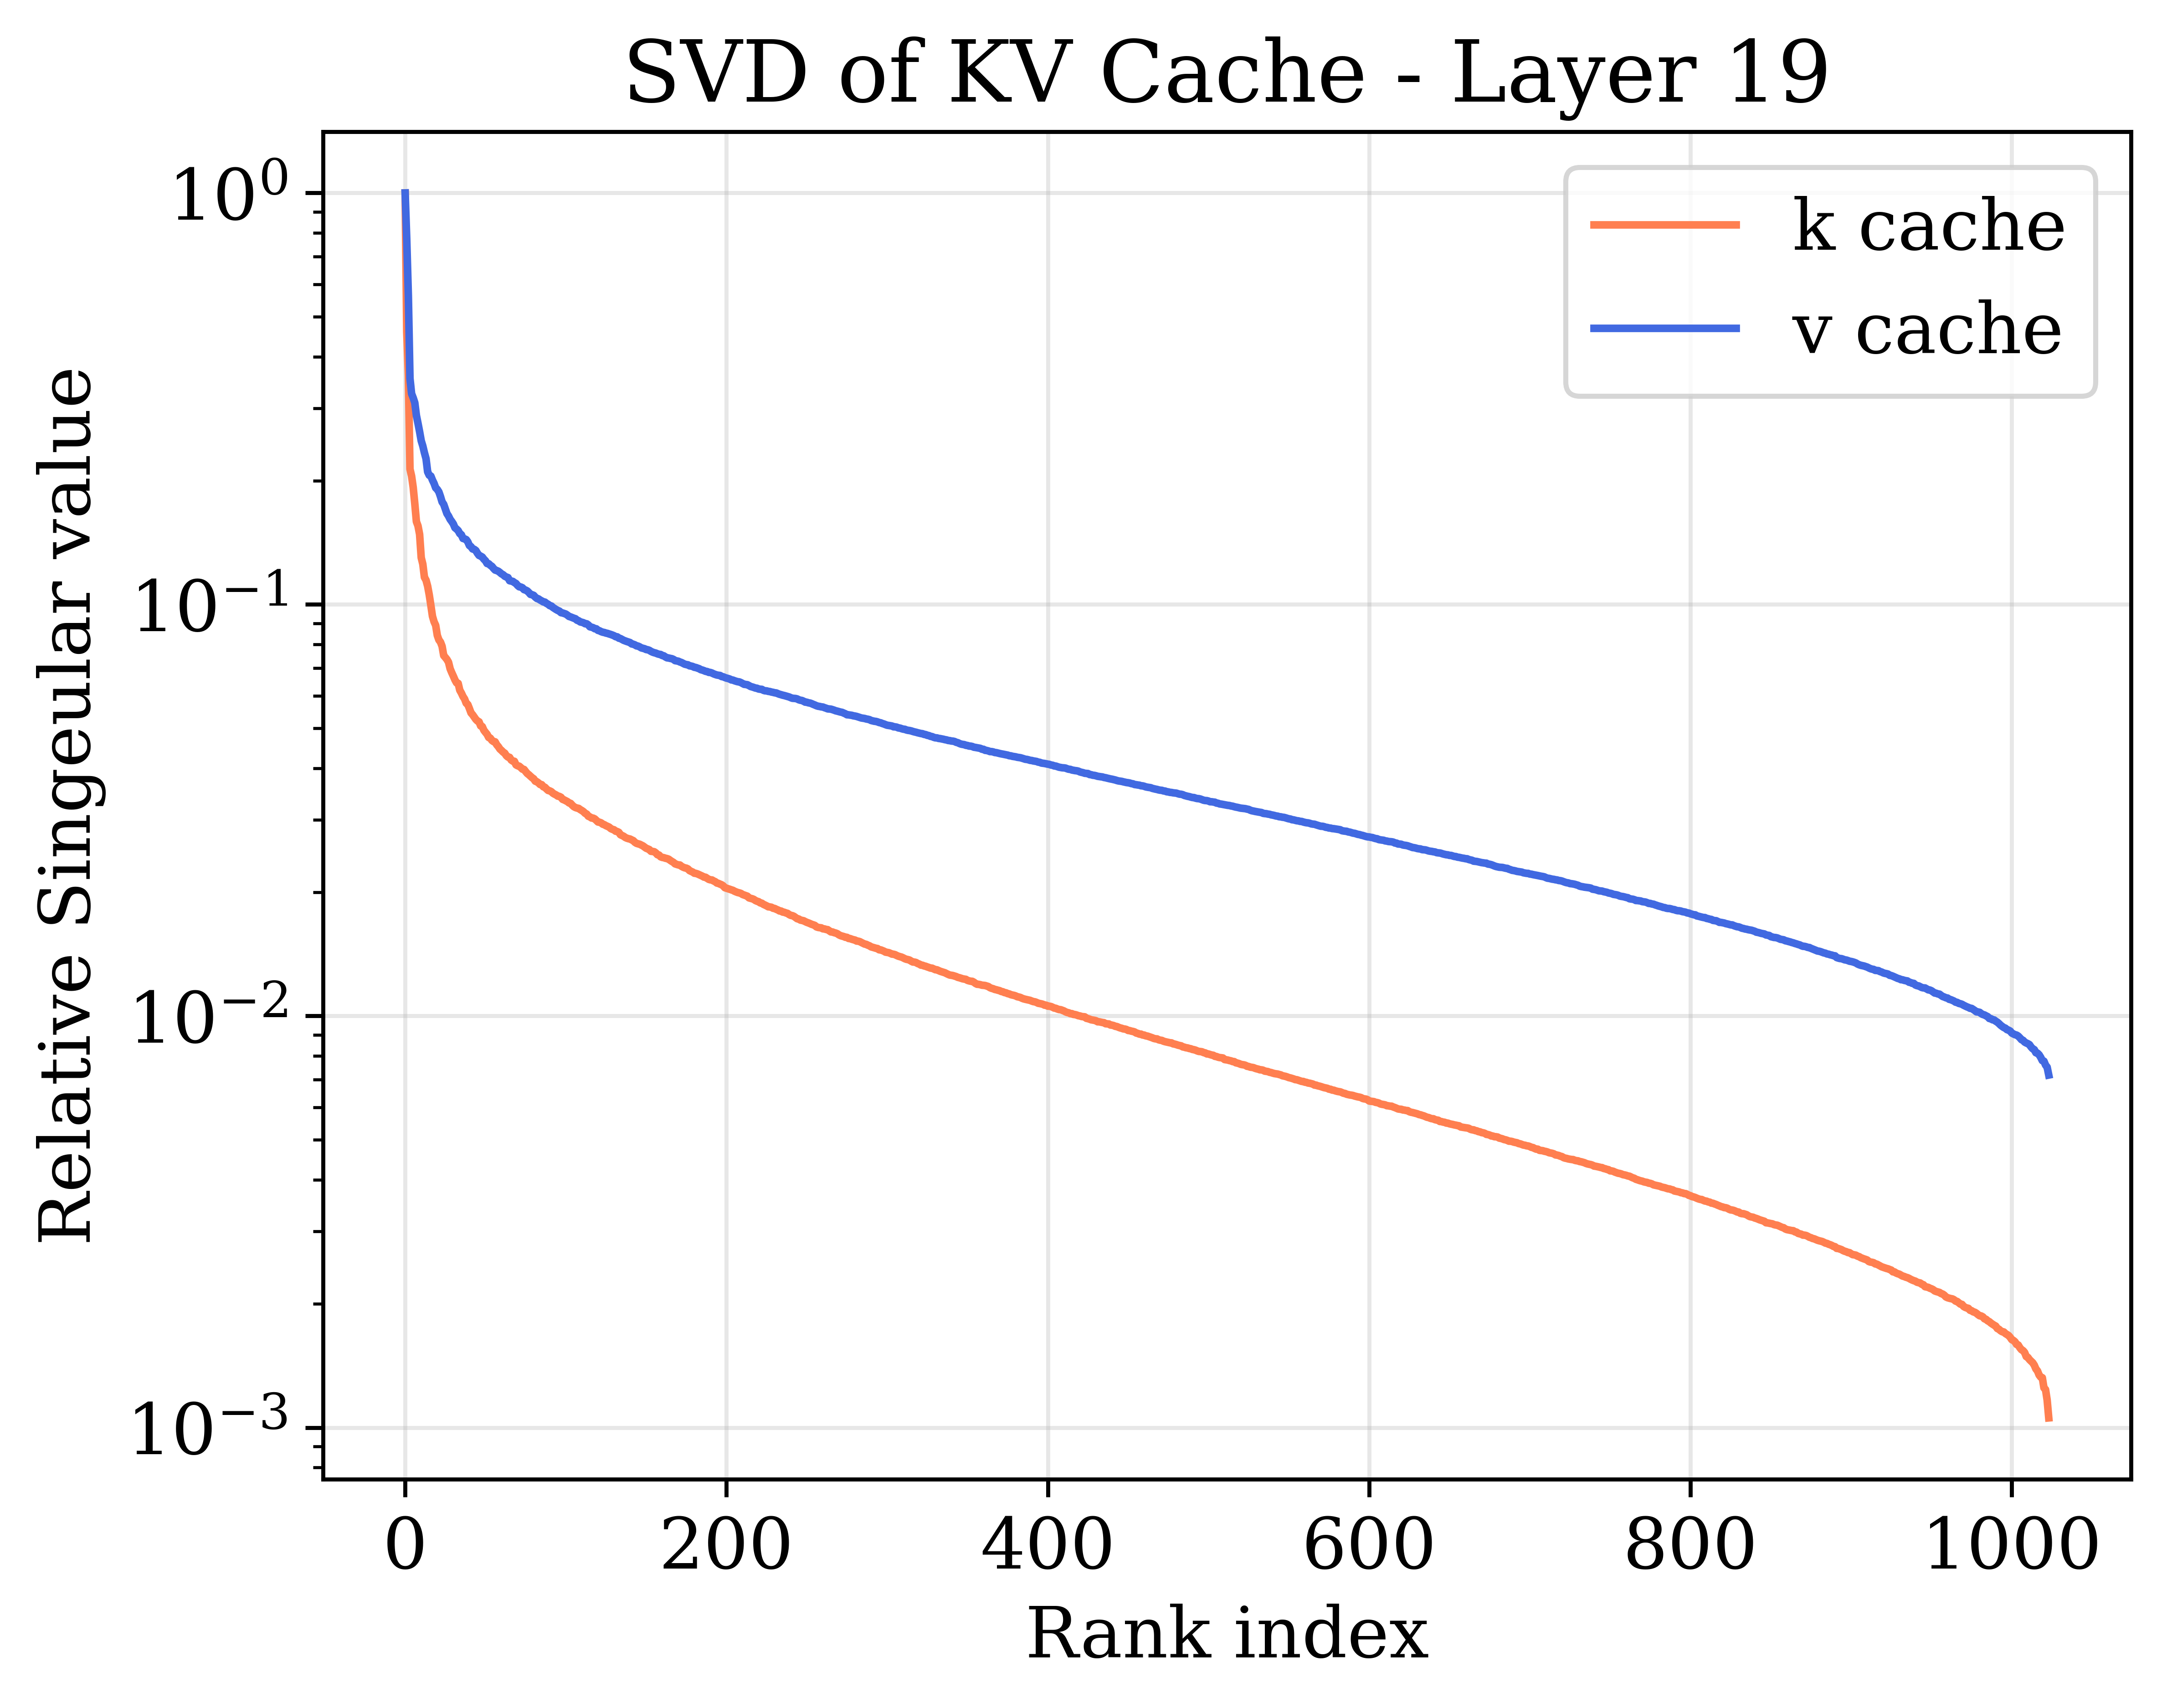 SVD of KV Cache - Layer 19
k cache
v cache
Relative Singeular value
10⁰
10⁻¹
10⁻²
10⁻³
0 200 400 600 800 1000
Rank index